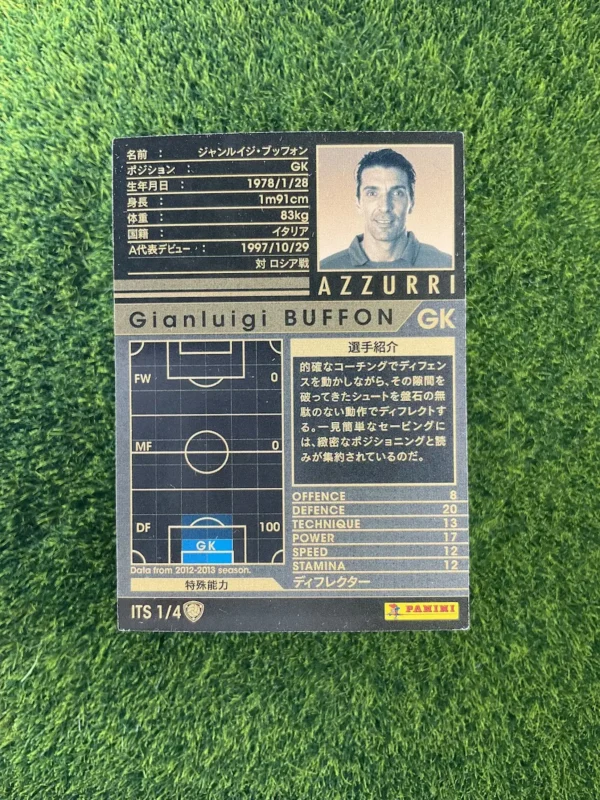 名前 : ジャンルイジ・ブッフォン
ポジション : GK
生年月日 : 1978/1/28
身長 : 1m91cm
体重 : 83kg
国籍 : イタリア
A代表デビュー : 1997/10/29
対 ロシア戦
AZZURRI
Gianluigi BUFFON GK
選手紹介
的確なコーチングでディフェン
スを動かしながら、その隙間を
破ってきたシュートを盤石の無
駄のない動作でディフレクトす
る。一見簡単なセービングに
は、緻密なポジショニングと読
みが集約されているのだ。
FW 0
MF 0
DF 100
GK
Data from 2012-2013 season.
OFFENCE 8
DEFENCE 20
TECHNIQUE 13
POWER 17
SPEED 12
STAMINA 12
特殊能力 ディフレクター
ITS 1/4
PANINI